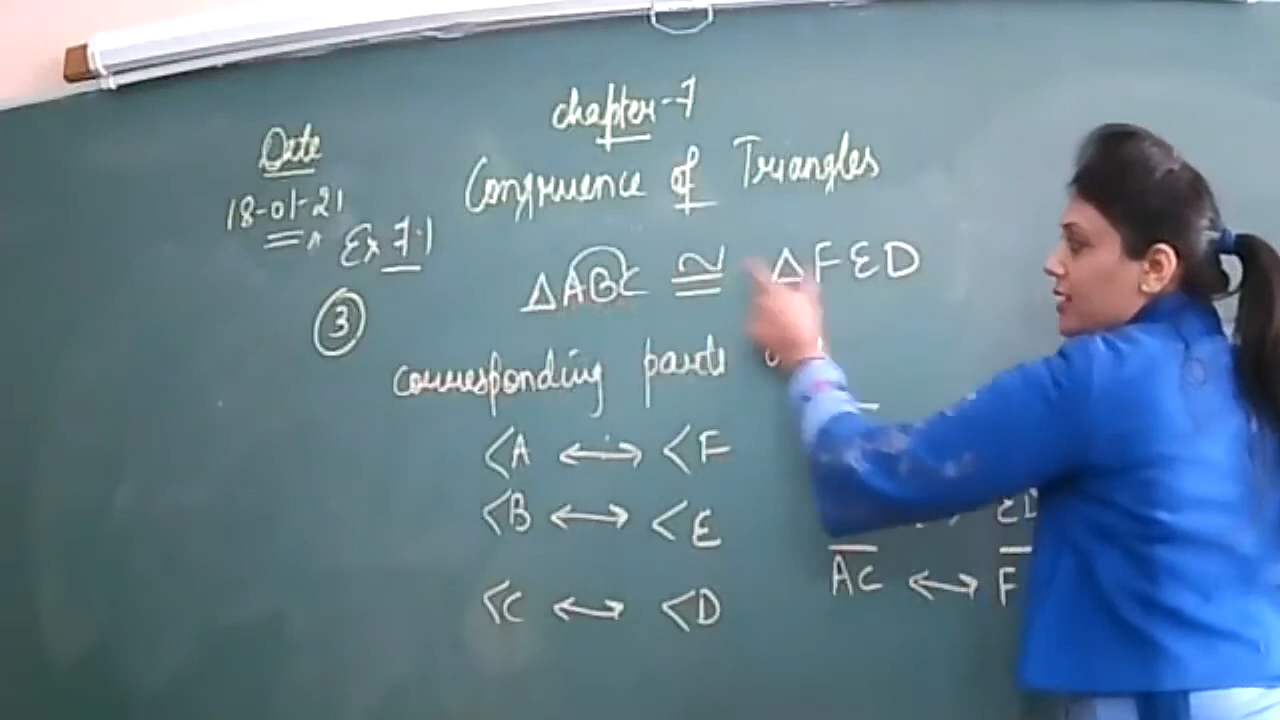 chapter-7
Date
Congruence of Triangles
18-01-21
Ex 7.1
△ABC ≅ △FED
3
corresponding parts
<A ↔ <F
<B ↔ <E
ED
<C ↔ <D
AC ↔ F